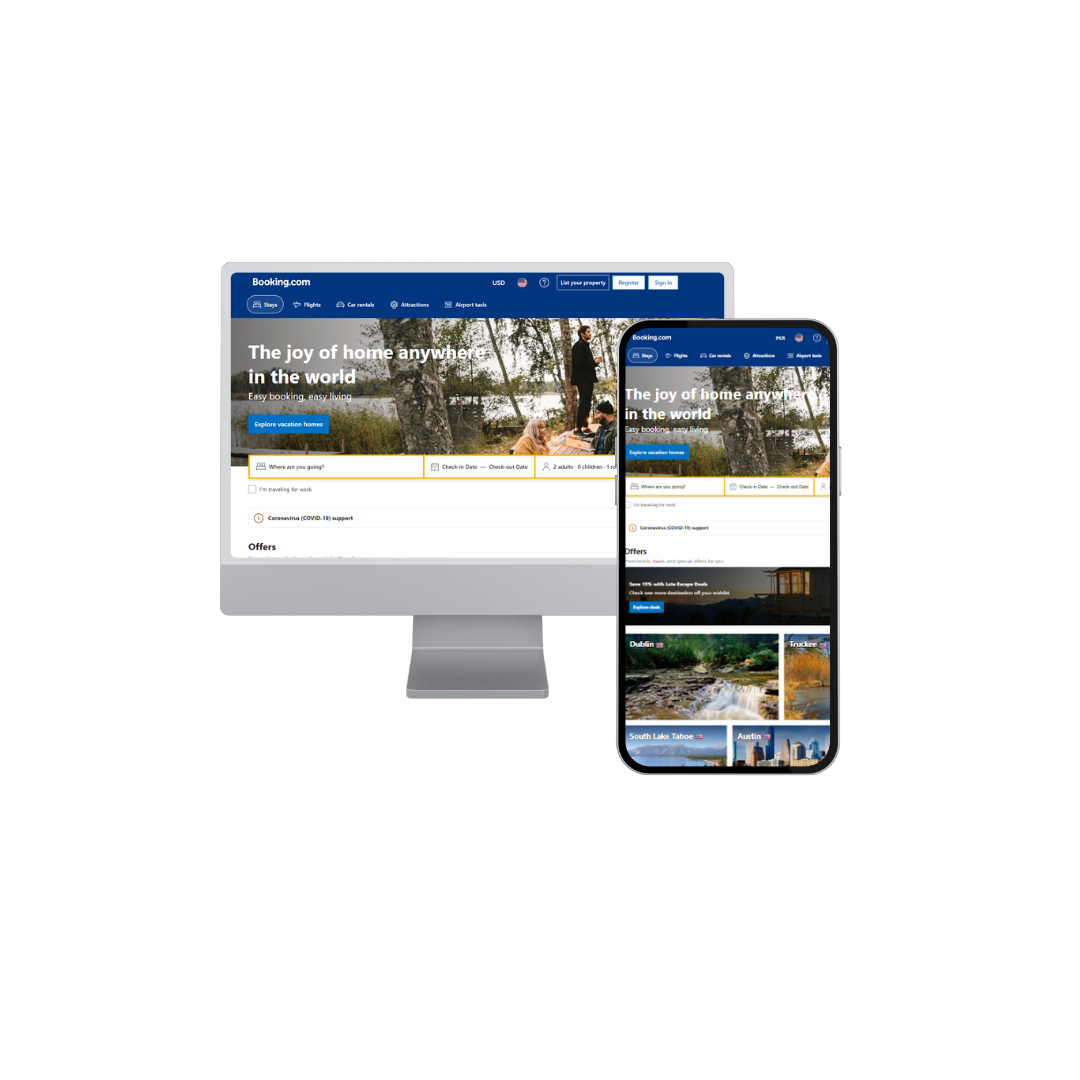 Booking.com
USD
List your property
Register
Sign in
Stays
Flights
Car rentals
Attractions
Airport taxis
The joy of home anywhere
in the world
Easy booking, easy living
Explore vacation homes
Where are you going?
Check-in Date — Check-out Date
2 adults · 0 children · 1
I'm traveling for work
Coronavirus (COVID-19) support
Offers
Booking.com
PKR
Stays
Flights
Car rentals
Attractions
Airport taxis
The joy of home anywhere
in the world
Easy booking, easy living
Explore vacation homes
Where are you going?
Check-in Date — Check-out Date
I'm traveling for work
Coronavirus (COVID-19) support
Offers
Promotions, deals, and special offers for you
Save 15% with Late Escape Deals
Check one more destination off your wishlist
Explore deals
Dublin
Truckee
South Lake Tahoe
Austin